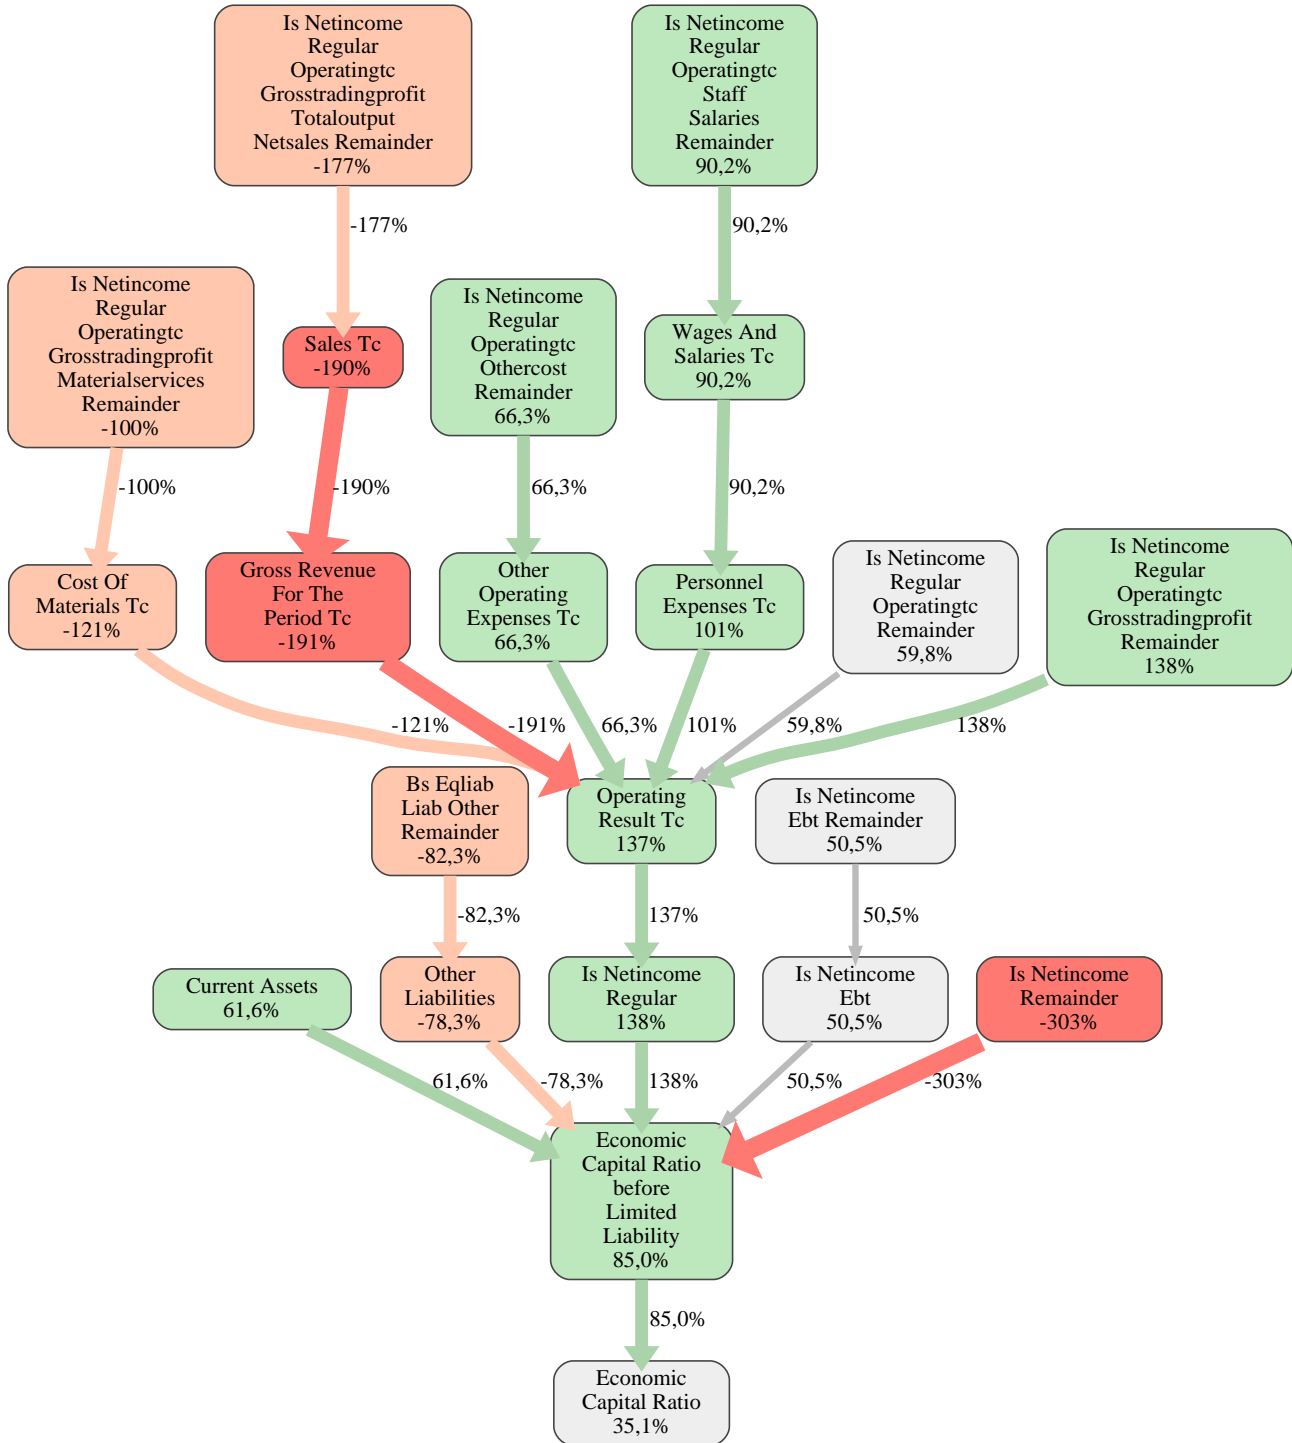 Is Netincome
Regular
Operatingtc
Grosstradingprofit
Totaloutput
Netsales Remainder
-177%
Is Netincome
Regular
Operatingtc
Staff
Salaries
Remainder
90,2%
-177%
90,2%
Is Netincome
Regular
Operatingtc
Grosstradingprofit
Materialservices
Remainder
-100%
Sales Tc
-190%
Is Netincome
Regular
Operatingtc
Othercost
Remainder
66,3%
Wages And
Salaries Tc
90,2%
-100%
-190%
66,3%
90,2%
Cost Of
Materials Tc
-121%
Gross Revenue
For The
Period Tc
-191%
Other
Operating
Expenses Tc
66,3%
Personnel
Expenses Tc
101%
Is Netincome
Regular
Operatingtc
Remainder
59,8%
Is Netincome
Regular
Operatingtc
Grosstradingprofit
Remainder
138%
-121%
-191%
66,3%
101%
59,8%
138%
Bs Eqliab
Liab Other
Remainder
-82,3%
Operating
Result Tc
137%
Is Netincome
Ebt Remainder
50,5%
-82,3%
137%
50,5%
Current Assets
61,6%
Other
Liabilities
-78,3%
Is Netincome
Regular
138%
Is Netincome
Ebt
50,5%
Is Netincome
Remainder
-303%
61,6%
-78,3%
138%
50,5%
-303%
Economic
Capital Ratio
before
Limited
Liability
85,0%
85,0%
Economic
Capital Ratio
35,1%